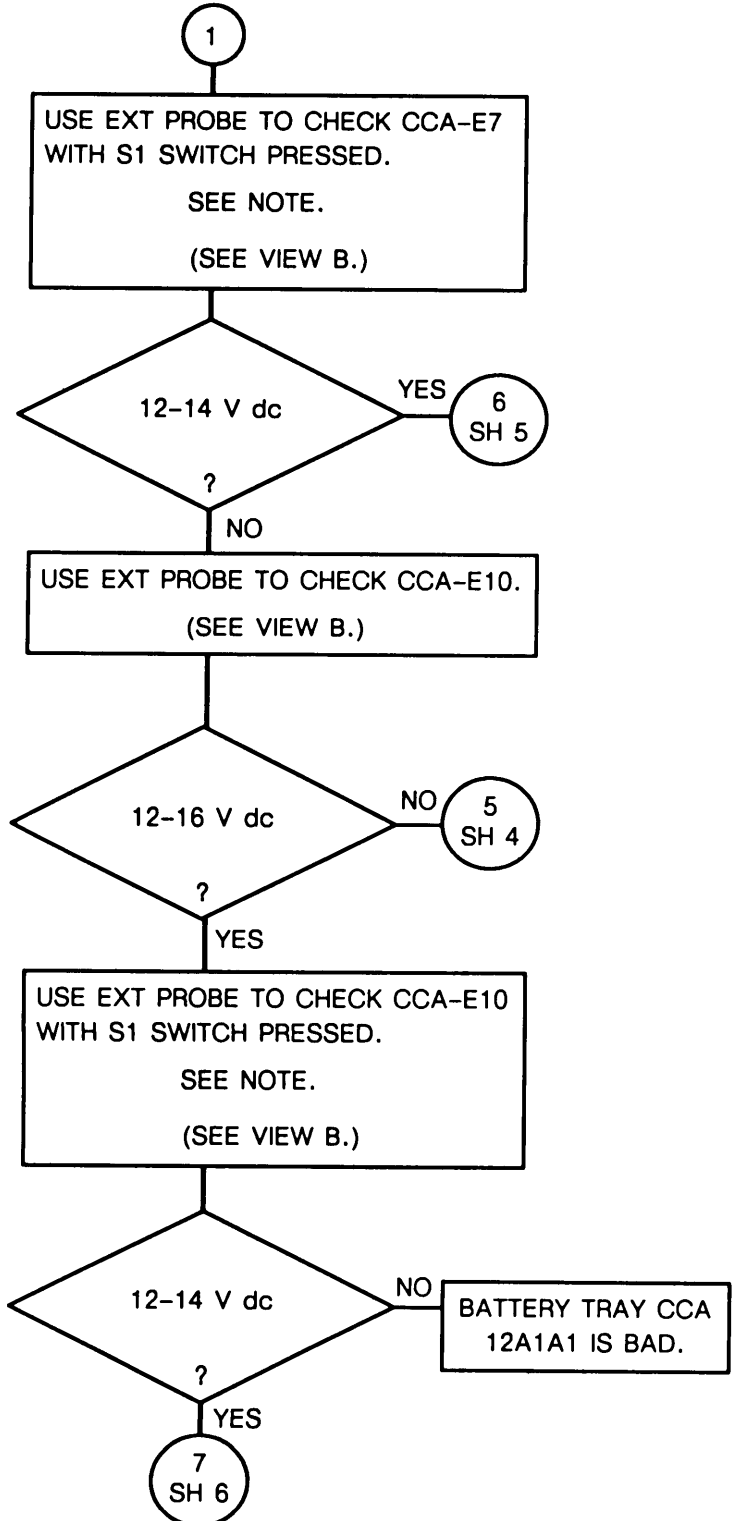 1
USE EXT PROBE TO CHECK CCA-E7
WITH S1 SWITCH PRESSED.
SEE NOTE.
(SEE VIEW B.)
12-14 V dc
?
YES
6
SH 5
NO
USE EXT PROBE TO CHECK CCA-E10.
(SEE VIEW B.)
12-16 V dc
?
NO
5
SH 4
YES
USE EXT PROBE TO CHECK CCA-E10
WITH S1 SWITCH PRESSED.
SEE NOTE.
(SEE VIEW B.)
12-14 V dc
?
NO
BATTERY TRAY CCA
12A1A1 IS BAD.
YES
7
SH 6